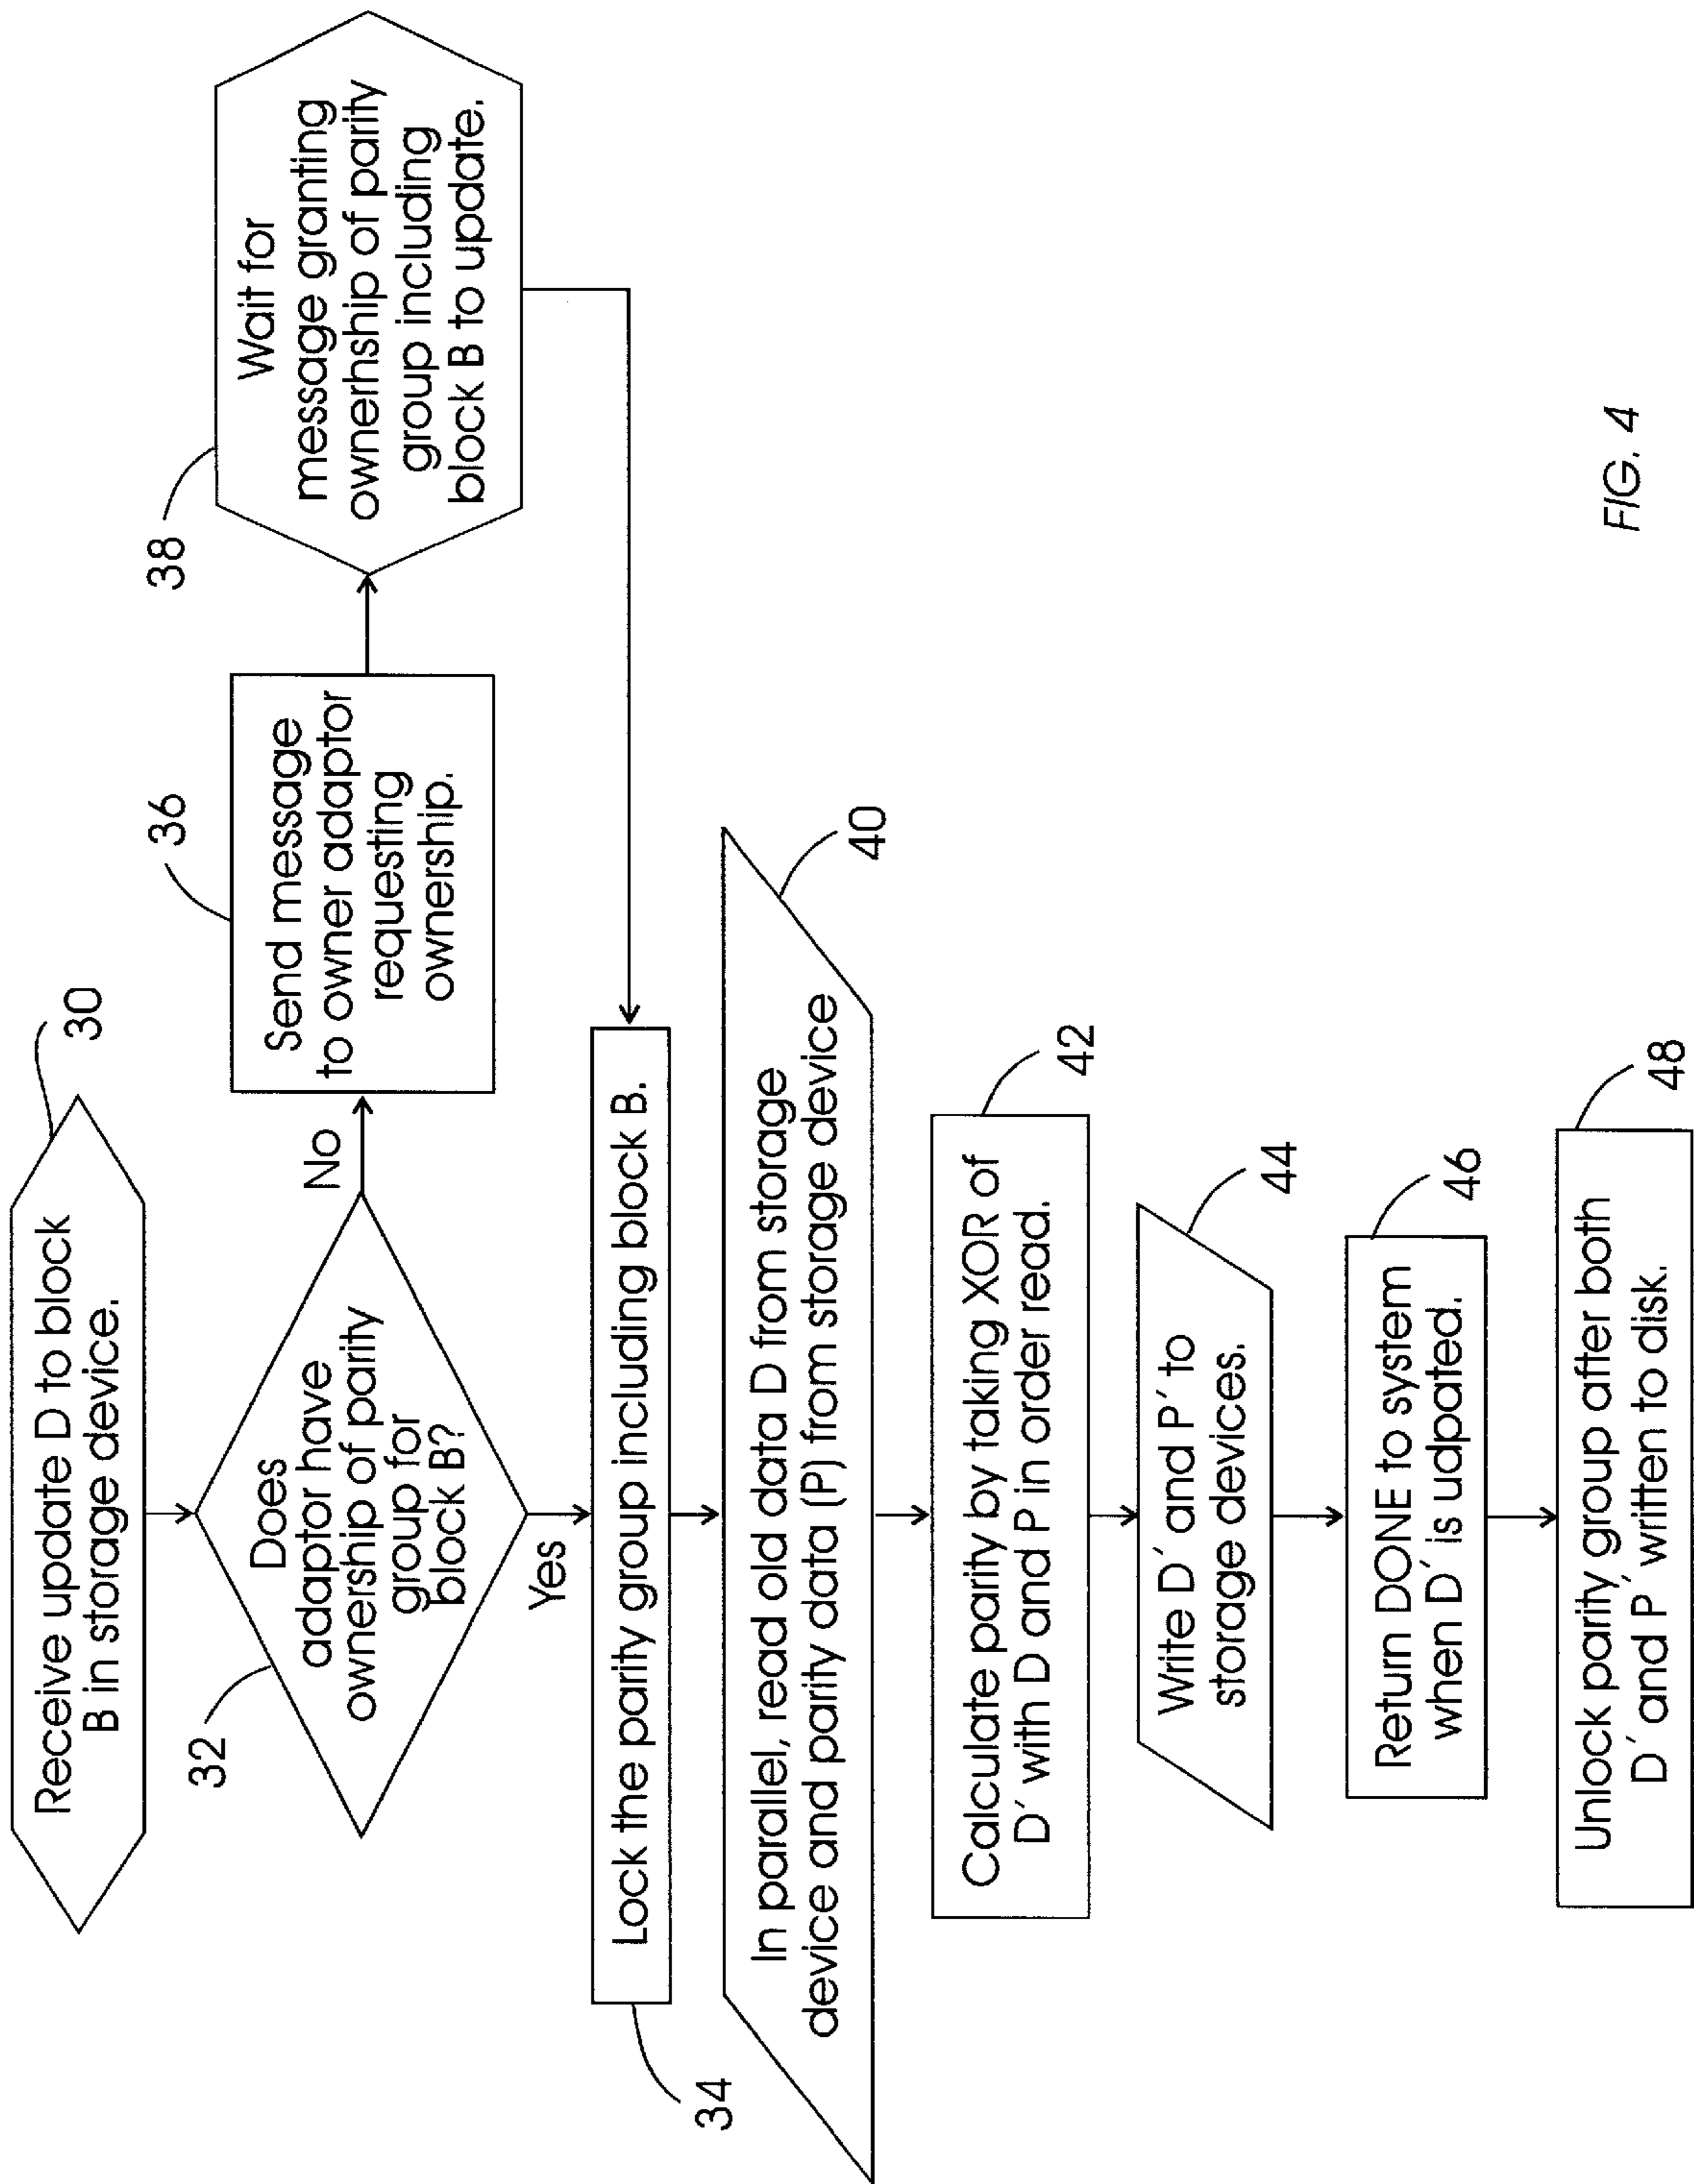 30
Receive update D to block
B in storage device.
32
Does
adaptor have
ownership of parity
group for
block B?
No
Yes
36
Send message
to owner adaptor
requesting
ownership.
38
Wait for
message granting
ownerhship of parity
group including
block B to update.
34
Lock the parity group including block B.
40
In parallel, read old data D from storage
device and parity data (P) from storage device
42
Calculate parity by taking XOR of
D´ with D and P in order read.
44
Write D´ and P´ to
storage devices.
46
Return DONE to system
when D´ is udpated.
48
Unlock parity group after both
D´ and P´ written to disk.
FIG. 4